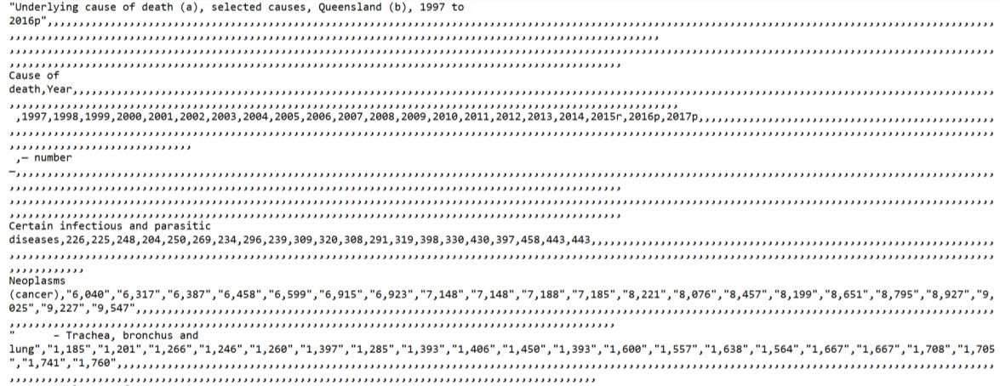 "Underlying cause of death (a), selected causes, Queensland (b), 1997 to
2016p",,,,,,,,,,,,,,,,,,,,,,,,,,,,,,,,,,,,,,,,,,,,,,,,,,,,,,,,,,,,,,,,,,,,,,,,,,,,,,,,,,,,,,,,,,,,,,,,,,,,,,,,,,,,,,,,,,,,,,,,,,,,,,,,,,,,,,,,,,,,,,,,,,,,,
,,,,,,,,,,,,,,,,,,,,,,,,,,,,,,,,,,,,,,,,,,,,,,,,,,,,,,,,,,,,,,,,,,,,,,,,,,,,,,,,,,,,,,,,,,,,,,,,,,,,,,
,,,,,,,,,,,,,,,,,,,,,,,,,,,,,,,,,,,,,,,,,,,,,,,,,,,,,,,,,,,,,,,,,,,,,,,,,,,,,,,,,,,,,,,,,,,,,,,,,,,,,,,,,,,,,,,,,,,,,,,,,,,,,,,,,,,,,,,,,,,,,,,,,,,,,,,,,,,
,,,,,,,,,,,,,,,,,,,,,,,,,,,,,,,,,,,,,,,,,,,,,,,,,,,,,,,,,,,,,,,,,,,,,,,,,,,,,,,,,,,,,,,,,,,,,,,,
Cause of
death,Year,,,,,,,,,,,,,,,,,,,,,,,,,,,,,,,,,,,,,,,,,,,,,,,,,,,,,,,,,,,,,,,,,,,,,,,,,,,,,,,,,,,,,,,,,,,,,,,,,,,,,,,,,,,,,,,,,,,,,,,,,,,,,,,,,,,,,,,,,,,,,,,,,,,
,,,,,,,,,,,,,,,,,,,,,,,,,,,,,,,,,,,,,,,,,,,,,,,,,,,,,,,,,,,,,,,,,,,,,,,,,,,,,,,,,,,,,,,,,,,,,,,,,,,,,,,,,
,1997,1998,1999,2000,2001,2002,2003,2004,2005,2006,2007,2008,2009,2010,2011,2012,2013,2014,2015r,2016p,2017p,,,,,,,,,,,,,,,,,,,,,,,,,,,,,,,,,,,,,,,,,,,,,,,
,,,,,,,,,,,,,,,,,,,,,,,,,,,,,,,,,,,,,,,,,,,,,,,,,,,,,,,,,,,,,,,,,,,,,,,,,,,,,,,,,,,,,,,,,,,,,,,,,,,,,,,,,,,,,,,,,,,,,,,,,,,,,,,,,,,,,,,,,,,,,,,,,,,,,,,,,,,
,,,,,,,,,,,,,,,,,,,,,,,,,,,,,
,— number
—,,,,,,,,,,,,,,,,,,,,,,,,,,,,,,,,,,,,,,,,,,,,,,,,,,,,,,,,,,,,,,,,,,,,,,,,,,,,,,,,,,,,,,,,,,,,,,,,,,,,,,,,,,,,,,,,,,,,,,,,,,,,,,,,,,,,,,,,,,,,,,,,,,,,,,,,,,
,,,,,,,,,,,,,,,,,,,,,,,,,,,,,,,,,,,,,,,,,,,,,,,,,,,,,,,,,,,,,,,,,,,,,,,,,,,,,,,,,,,,,,,,,,,,,,,,
,,,,,,,,,,,,,,,,,,,,,,,,,,,,,,,,,,,,,,,,,,,,,,,,,,,,,,,,,,,,,,,,,,,,,,,,,,,,,,,,,,,,,,,,,,,,,,,,,,,,,,,,,,,,,,,,,,,,,,,,,,,,,,,,,,,,,,,,,,,,,,,,,,,,,,,,,,,
,,,,,,,,,,,,,,,,,,,,,,,,,,,,,,,,,,,,,,,,,,,,,,,,,,,,,,,,,,,,,,,,,,,,,,,,,,,,,,,,,,,,,,,,,,,,,,,,
Certain infectious and parasitic
diseases,226,225,248,204,250,269,234,296,239,309,320,308,291,319,398,330,430,397,458,443,443,,,,,,,,,,,,,,,,,,,,,,,,,,,,,,,,,,,,,,,,,,,,,,,,,,,,,,,,,,,,,,,
,,,,,,,,,,,,,,,,,,,,,,,,,,,,,,,,,,,,,,,,,,,,,,,,,,,,,,,,,,,,,,,,,,,,,,,,,,,,,,,,,,,,,,,,,,,,,,,,,,,,,,,,,,,,,,,,,,,,,,,,,,,,,,,,,,,,,,,,,,,,,,,,,,,,,,,,,,,
,,,,,,,,,,,,
Neoplasms
(cancer),"6,040","6,317","6,387","6,458","6,599","6,915","6,923","7,148","7,148","7,188","7,185","8,221","8,076","8,457","8,199","8,651","8,795","8,927","9,
025","9,227","9,547",,,,,,,,,,,,,,,,,,,,,,,,,,,,,,,,,,,,,,,,,,,,,,,,,,,,,,,,,,,,,,,,,,,,,,,,,,,,,,,,,,,,,,,,,,,,,,,,,,,,,,,,,,,,,,,,,,,,,,,,,,,,,,,,,,,,,,,
,,,,,,,,,,,,,,,,,,,,,,,,,,,,,,,,,,,,,,,,,,,,,,,,,,,,,,,,,,,,,,,,,,,,,,,,,,,,,,,,,,,,,,,,,,,,,,,
"      - Trachea, bronchus and
lung","1,185","1,201","1,266","1,246","1,260","1,397","1,285","1,393","1,406","1,450","1,393","1,600","1,557","1,638","1,564","1,667","1,667","1,708","1,705
","1,741","1,760",,,,,,,,,,,,,,,,,,,,,,,,,,,,,,,,,,,,,,,,,,,,,,,,,,,,,,,,,,,,,,,,,,,,,,,,,,,,,,,,,,,,,,,,,,,,,,,,,,,,,,,,,,,,,,,,,,,,,,,,,,,,,,,,,,,,,,,,,,
,,,,,,,,,,,,,,,,,,,,,,,,,,,,,,,,,,,,,,,,,,,,,,,,,,,,,,,,,,,,,,,,,,,,,,,,,,,,,,,,,,,,,,,,,,,,